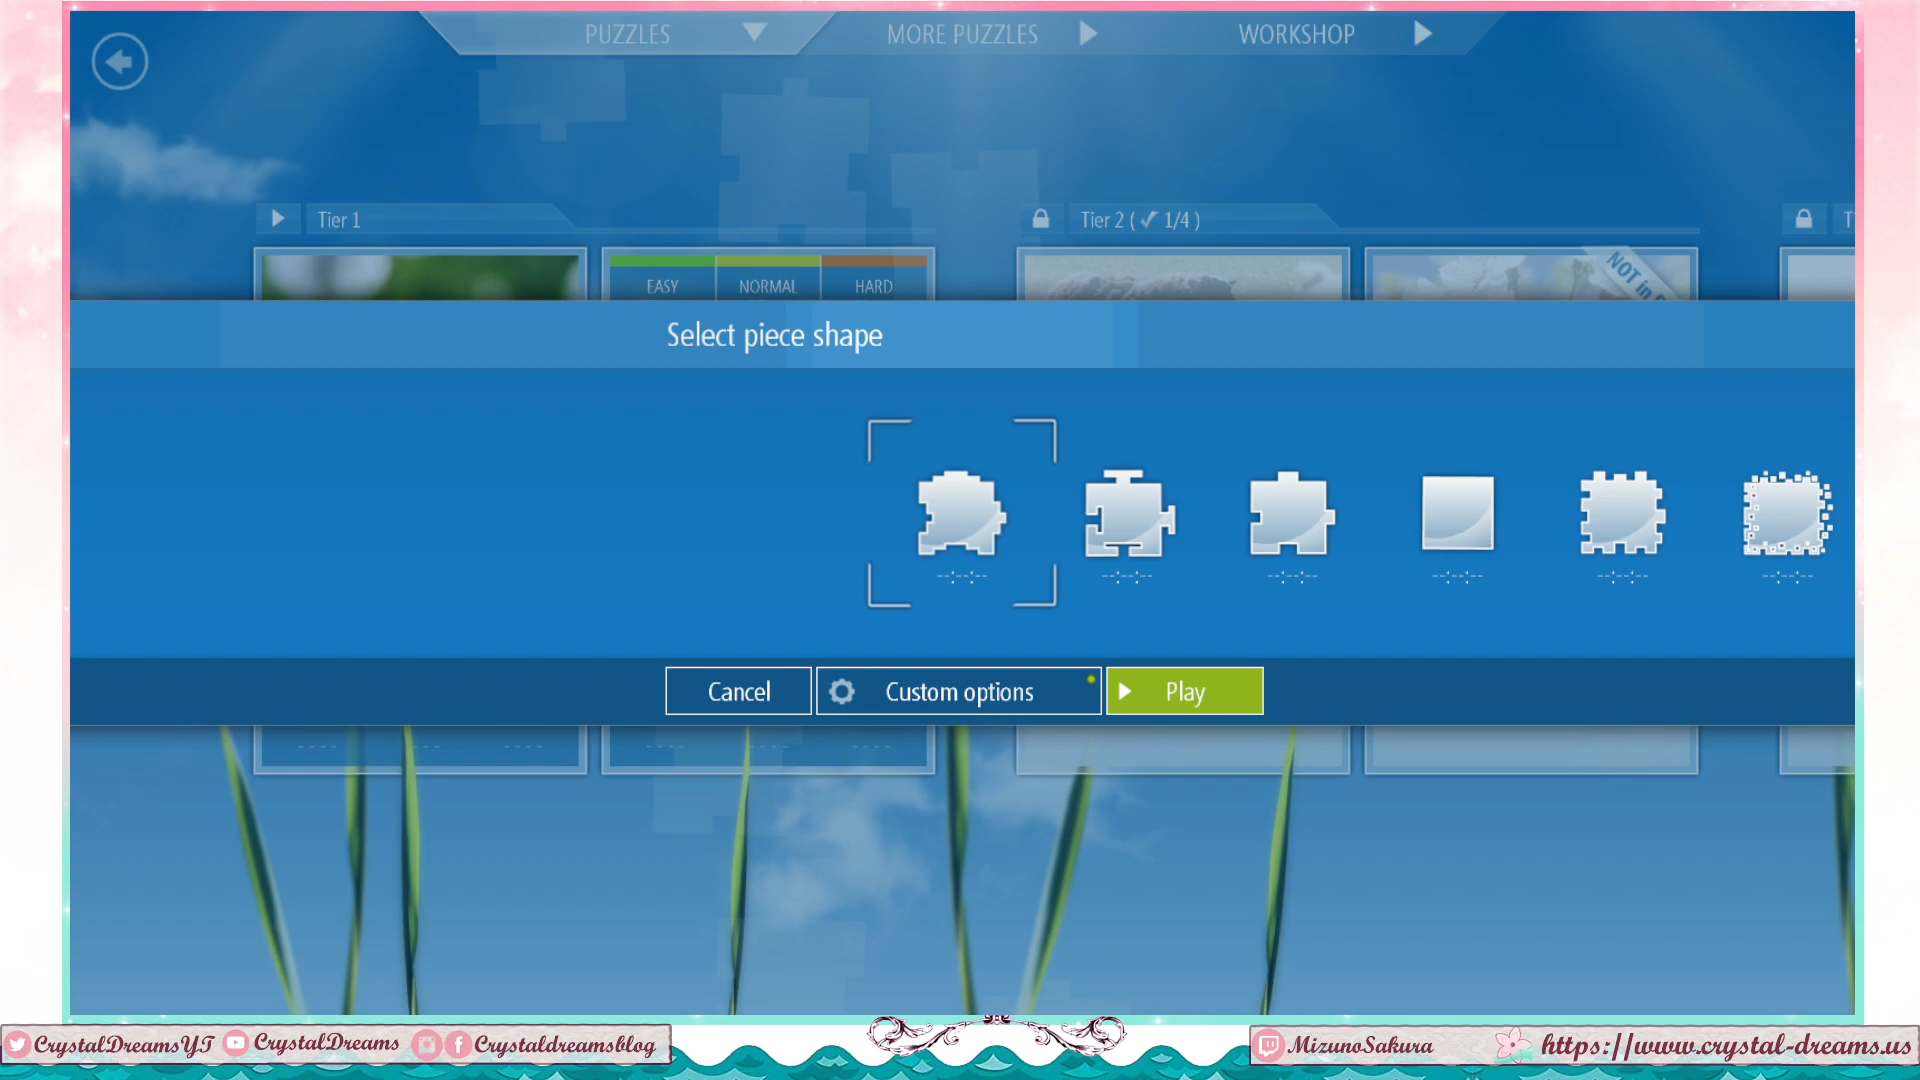 PUZZLES
MORE PUZZLES
WORKSHOP
Tier 1
Tier 2 ( ✓ 1/4 )
EASY
NORMAL
HARD
NOT in
Select piece shape
--:--:--
--:--:--
--:--:--
--:--:--
--:--:--
--:--:--
Cancel
Custom options
Play
CrystalDreamsYT
CrystalDreams
Crystaldreamsblog
MizunoSakura
https://www.crystal-dreams.us